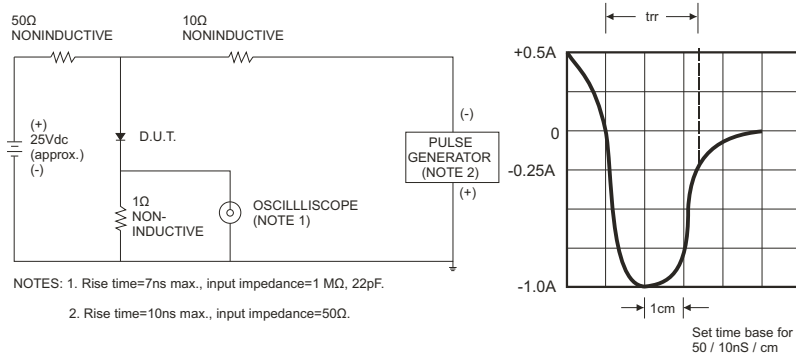 50Ω
NONINDUCTIVE
10Ω
NONINDUCTIVE
(+)
25Vdc
(approx.)
(-)
D.U.T.
1Ω
NON-
INDUCTIVE
OSCILLLISCOPE
(NOTE 1)
(-)
PULSE
GENERATOR
(NOTE 2)
(+)
NOTES: 1. Rise time=7ns max., input impedance=1 MΩ, 22pF.
2. Rise time=10ns max., input impedance=50Ω.
trr
+0.5A
0
-0.25A
-1.0A
1cm
Set time base for
50 / 10nS / cm